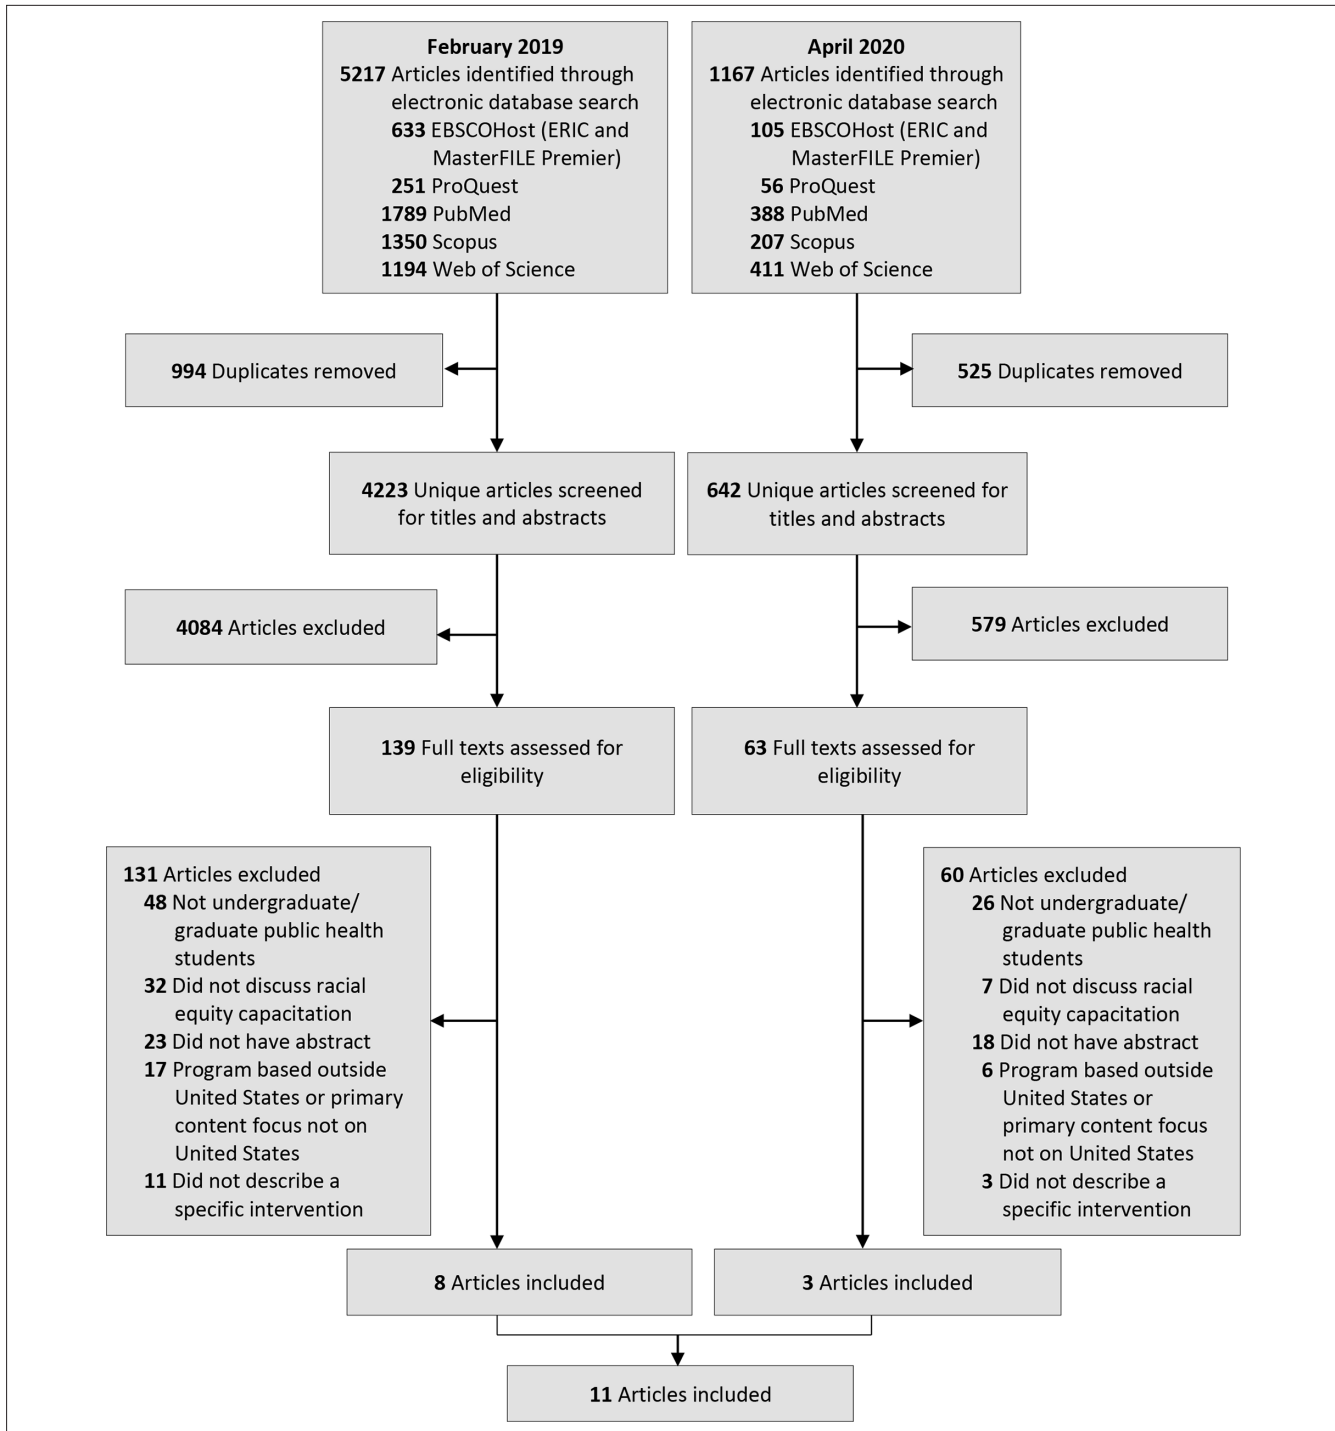 February 2019
5217 Articles identified through
electronic database search
633 EBSCOHost (ERIC and
MasterFILE Premier)
251 ProQuest
1789 PubMed
1350 Scopus
1194 Web of Science
April 2020
1167 Articles identified through
electronic database search
105 EBSCOHost (ERIC and
MasterFILE Premier)
56 ProQuest
388 PubMed
207 Scopus
411 Web of Science
994 Duplicates removed
525 Duplicates removed
4223 Unique articles screened
for titles and abstracts
642 Unique articles screened for
titles and abstracts
4084 Articles excluded
579 Articles excluded
139 Full texts assessed for
eligibility
63 Full texts assessed for
eligibility
131 Articles excluded
48 Not undergraduate/
graduate public health
students
32 Did not discuss racial
equity capacitation
23 Did not have abstract
17 Program based outside
United States or primary
content focus not on
United States
11 Did not describe a
specific intervention
60 Articles excluded
26 Not undergraduate/
graduate public health
students
7 Did not discuss racial
equity capacitation
18 Did not have abstract
6 Program based outside
United States or
primary content focus
not on United States
3 Did not describe a
specific intervention
8 Articles included
3 Articles included
11 Articles included